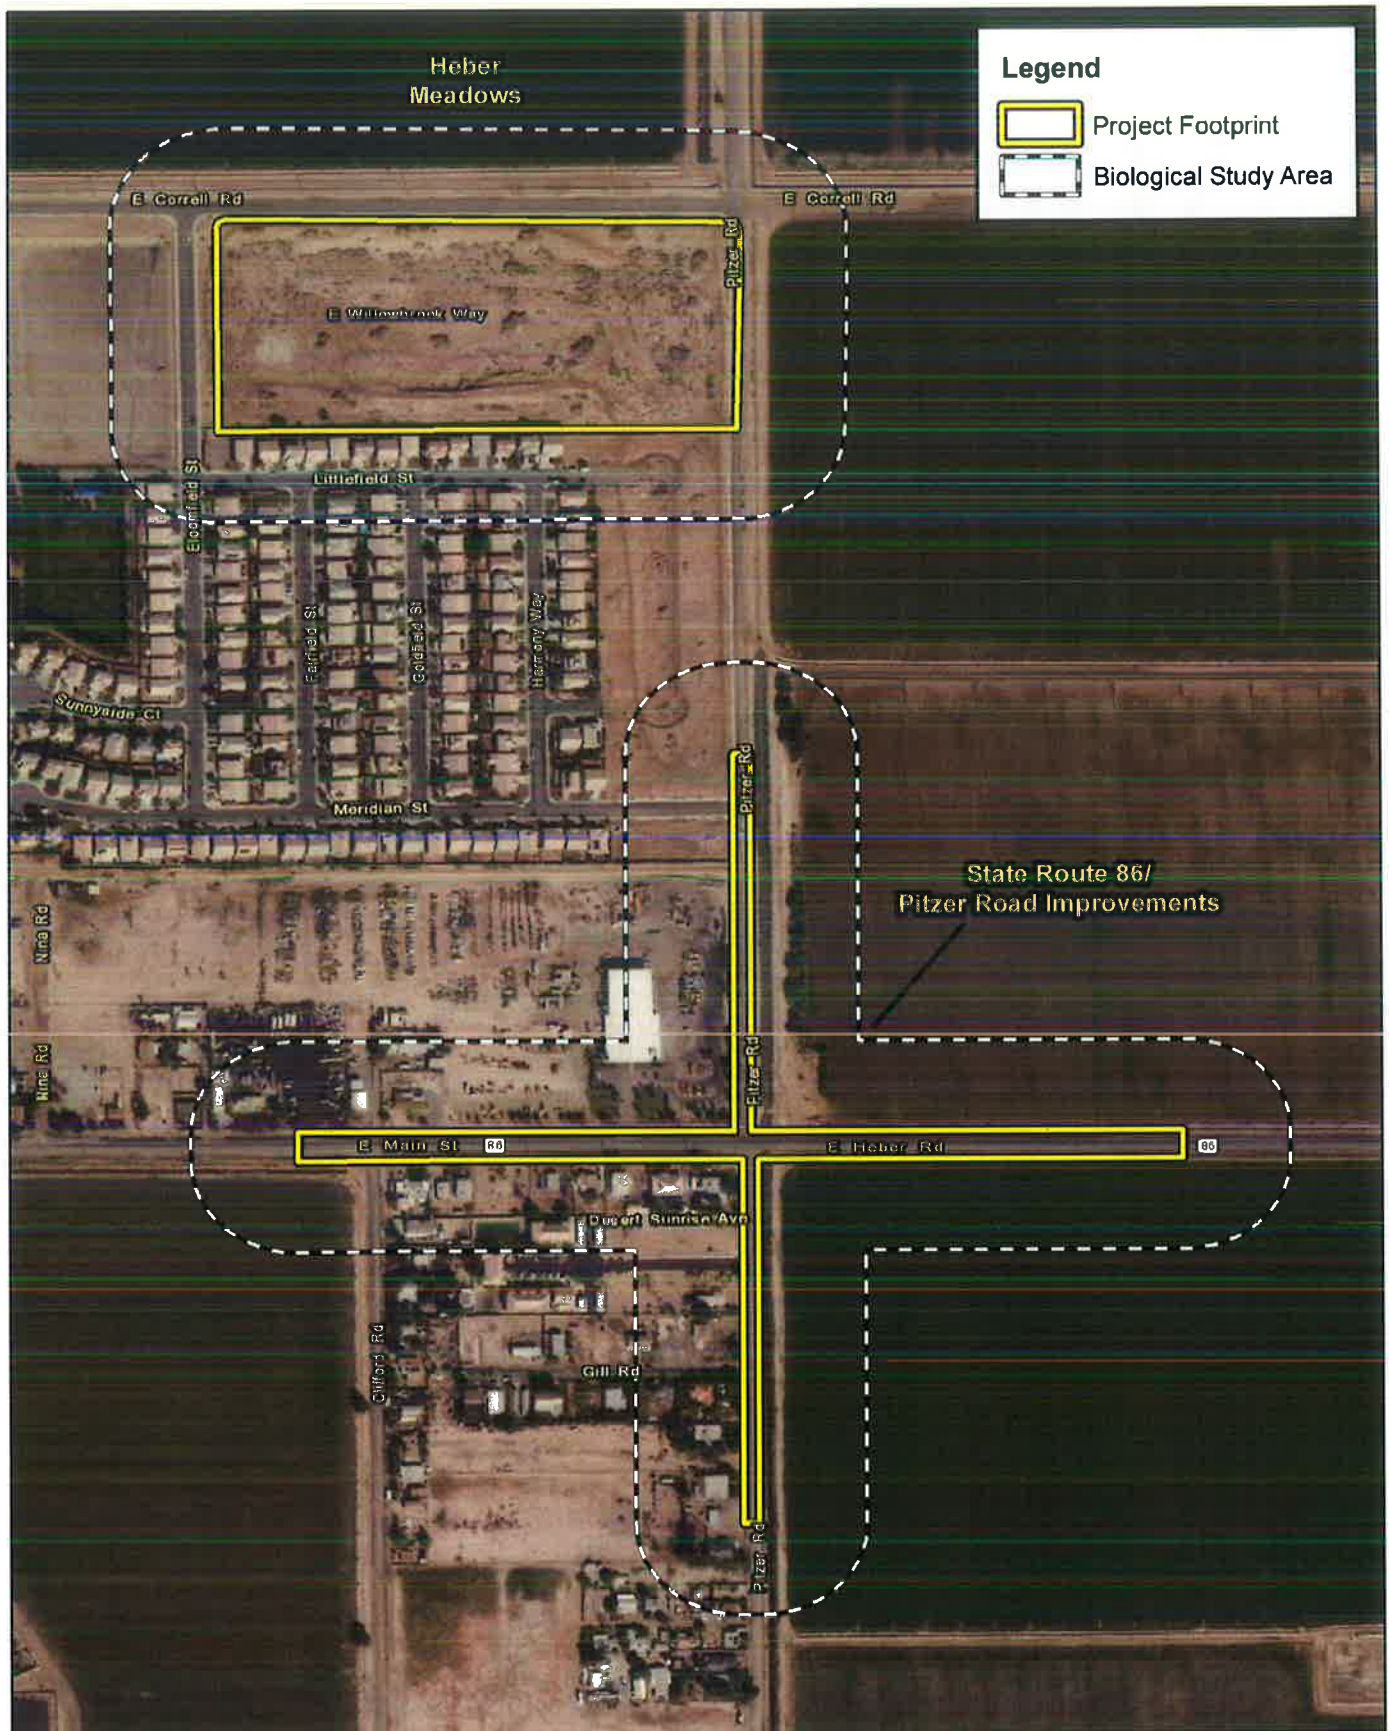 Heber
Meadows
Legend
Project Footprint
Biological Study Area
E Correll Rd
E Correll Rd
Pitzer Rd
E Willowbrook Way
Littlefield St
Bloomfield St
Fairfield St
Goldfield St
Harmony Way
Sunnyside Ct
Meridian St
Pitzer Rd
State Route 86/
Pitzer Road Improvements
Nina Rd
Nina Rd
Pitzer Rd
E Main St
86
E Heber Rd
86
Desert Sunrise Ave
Clifford Rd
Gill Rd
Pitzer Rd